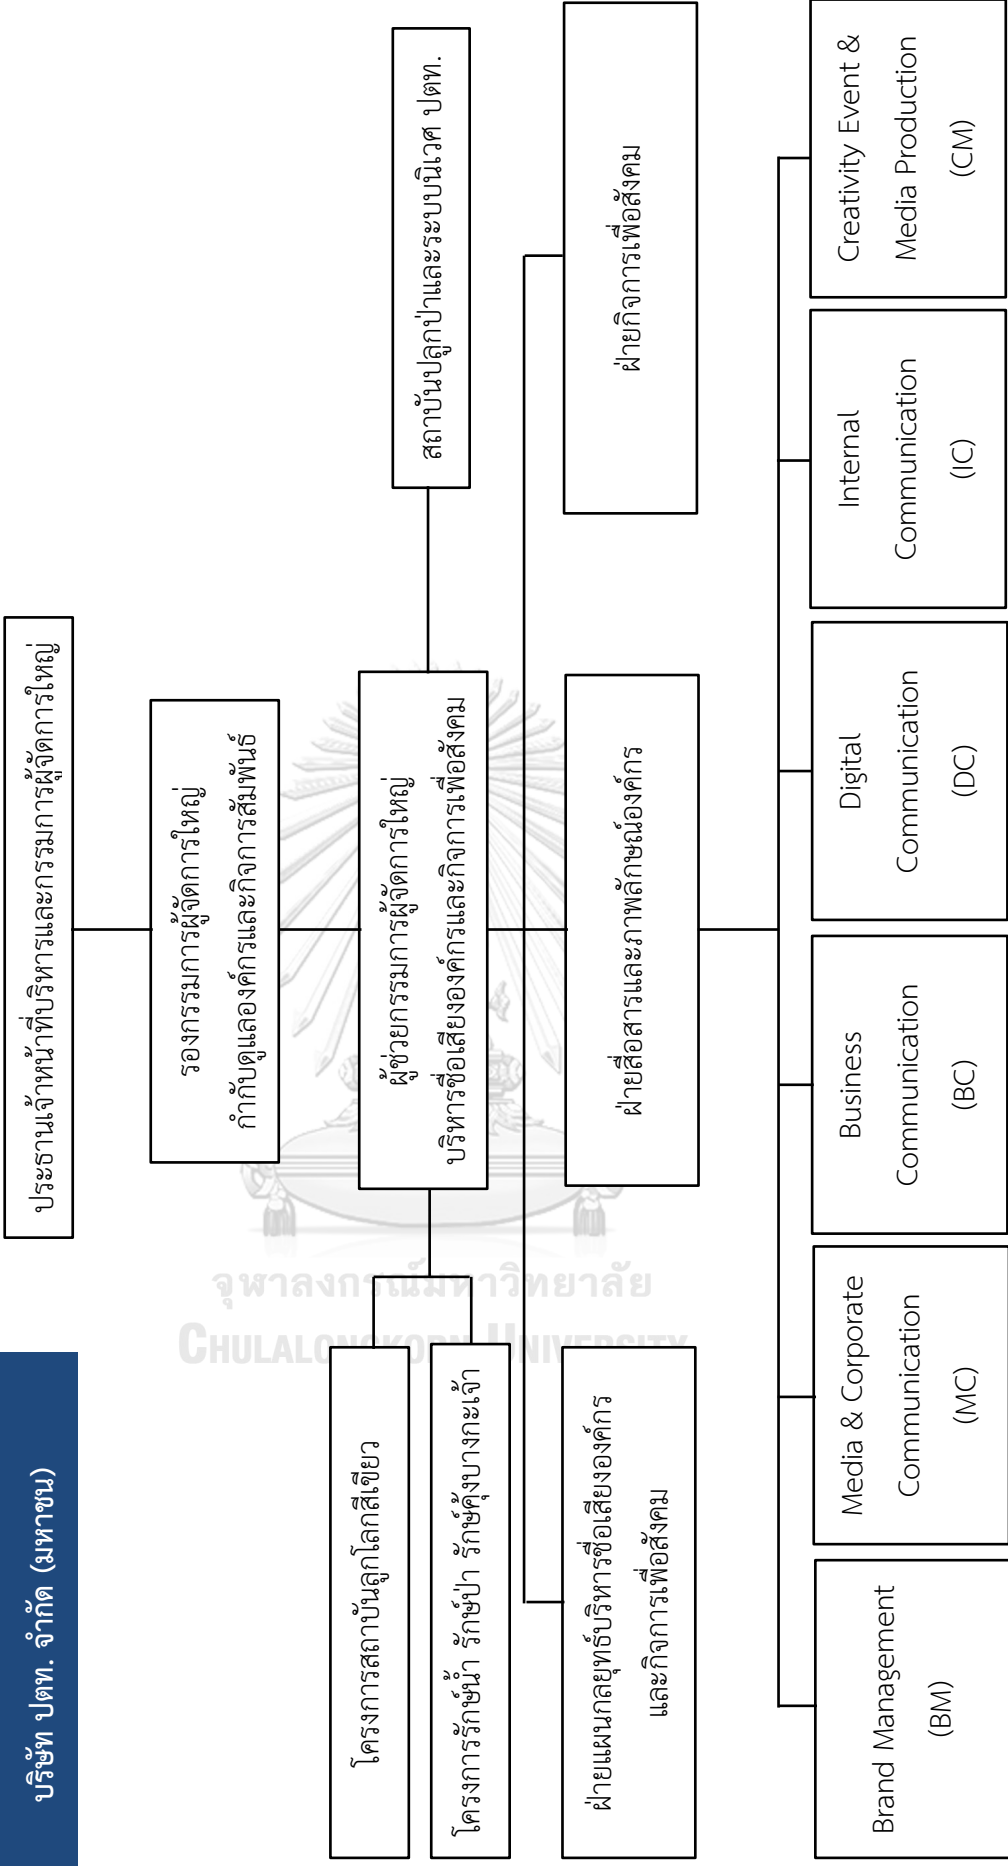 บริษัท ปตท. จำกัด (มหาชน)
ประธานเจ้าหน้าที่บริหารและกรรมการผู้จัดการใหญ่
รองกรรมการผู้จัดการใหญ่
กำกับดูแลองค์กรและกิจการสัมพันธ์
ผู้ช่วยกรรมการผู้จัดการใหญ่
บริหารชื่อเสียงองค์กรและกิจการเพื่อสังคม
โครงการสถาบันลูกโลกสีเขียว
โครงการรักษ์น้ำ รักษ์ป่า รักษ์คุ้งบางกะเจ้า
สถาบันปลูกป่าและระบบนิเวศ ปตท.
ฝ่ายแผนกลยุทธ์บริหารชื่อเสียงองค์กร
และกิจการเพื่อสังคม
ฝ่ายสื่อสารและภาพลักษณ์องค์กร
ฝ่ายกิจการเพื่อสังคม
Brand Management
(BM)
Media & Corporate
Communication
(MC)
Business
Communication
(BC)
Digital
Communication
(DC)
Internal
Communication
(IC)
Creativity Event &
Media Production
(CM)
จุฬาลงกรณ์มหาวิทยาลัย
CHULALONGKORN UNIVERSITY